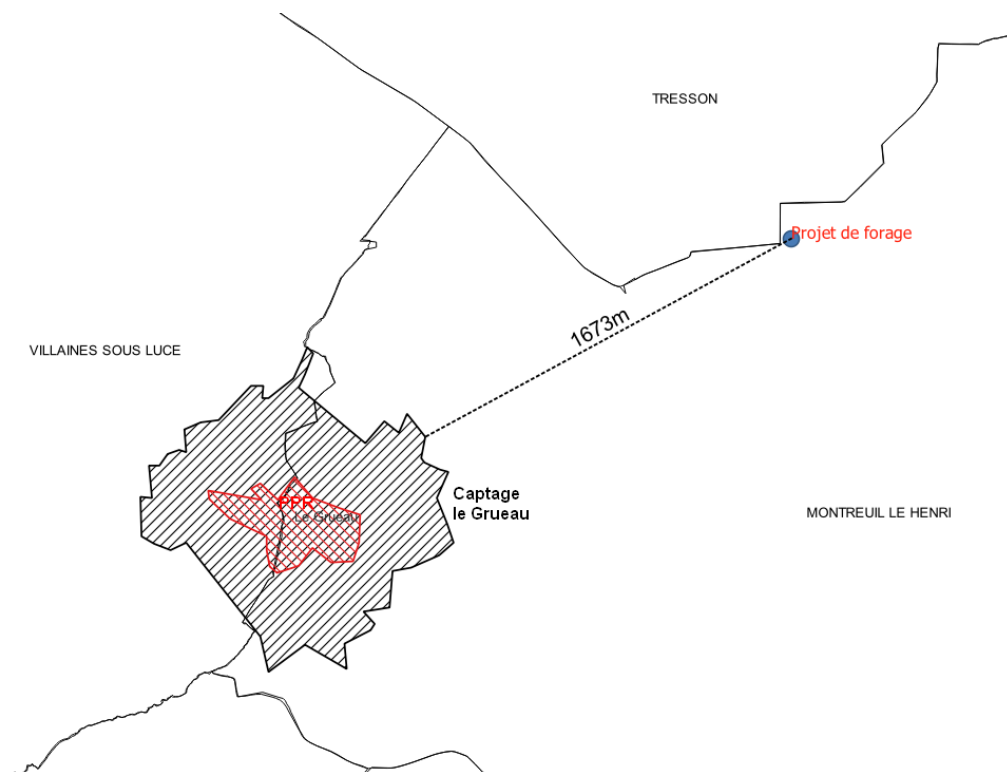 TRESSON
Projet de forage
1673m
VILLAINES SOUS LUCE
Captage
le Grueau
PPR
Le Grueau
MONTREUIL LE HENRI